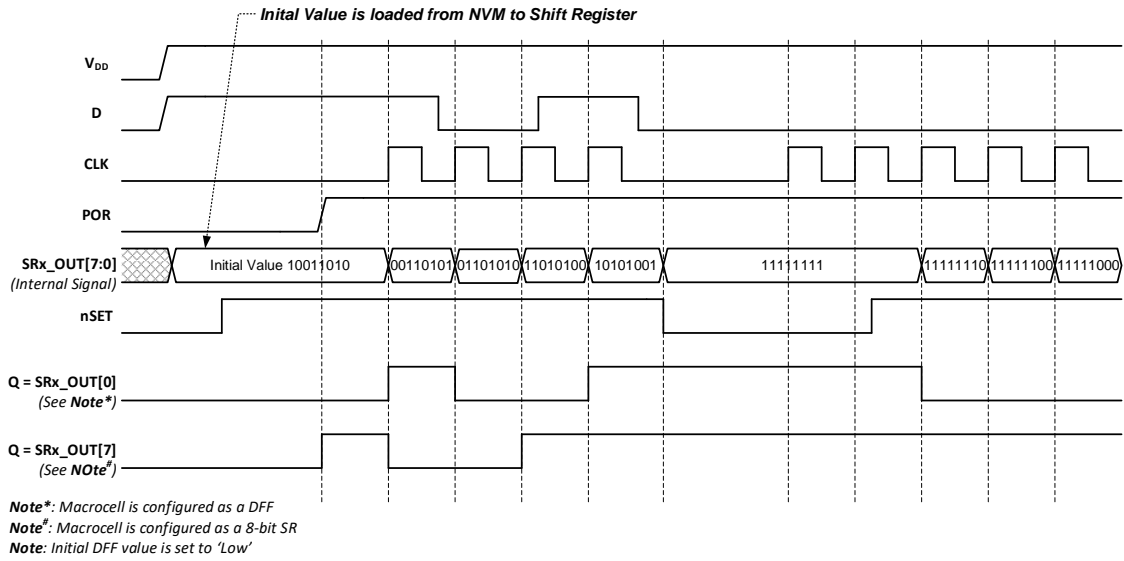 Inital Value is loaded from NVM to Shift Register
VDD
D
CLK
POR
SRx_OUT[7:0]
(Internal Signal)
Initial Value 10011010 00110101 01101010 11010100 10101001 11111111 11111110 11111100 11111000
nSET
Q = SRx_OUT[0]
(See Note*)
Q = SRx_OUT[7]
(See NOte#)
Note*: Macrocell is configured as a DFF
Note#: Macrocell is configured as a 8-bit SR
Note: Initial DFF value is set to ‘Low’